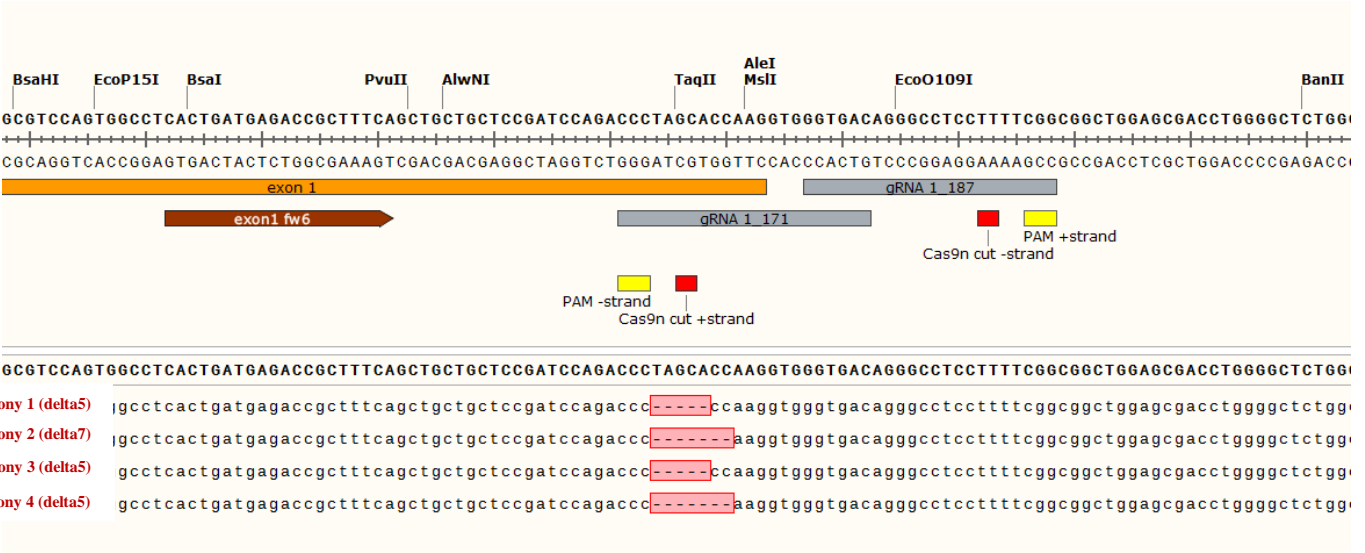 BsaHI EcoP15I BsaI PvuII AlwNI TaqII AleI MslI EcoO109I BanII
GCGTCCAGTGGCCTCACTGATGAGACCGCTTTCAGCTGCTGCTCCGATCCAGACCCTAGCACCAAGGTGGGTGACAGGGCCTCCTTTTCGGCGGCTGGAGCGACCTGGGGCTCTGG
CGCAGGTCACCGGAGTGACTACTCTGGCGAAAGTCGACGACGAGGCTAGGTCTGGGATCGTGGTTCCACCCACTGTCCCGGAGGAAAAGCCGCCGACCTCGCTGGACCCCGAGACC
exon 1 gRNA 1_187
exon1 fw6 gRNA 1_171
PAM +strand
Cas9n cut -strand
PAM -strand
Cas9n cut +strand
GCGTCCAGTGGCCTCACTGATGAGACCGCTTTCAGCTGCTGCTCCGATCCAGACCCTAGCACCAAGGTGGGTGACAGGGCCTCCTTTTCGGCGGCTGGAGCGACCTGGGGCTCTGG
ony 1 (delta5) gcctcactgatgagaccgctttcagctgctgctccgatccagaccc-----ccaaggtgggtgacagggcctccttttcggcggctggagcgacctggggctctgg
ony 2 (delta7) gcctcactgatgagaccgctttcagctgctgctccgatccagaccc-------aaggtgggtgacagggcctccttttcggcggctggagcgacctggggctctgg
ony 3 (delta5) gcctcactgatgagaccgctttcagctgctgctccgatccagaccc-----ccaaggtgggtgacagggcctccttttcggcggctggagcgacctggggctctgg
ony 4 (delta5) gcctcactgatgagaccgctttcagctgctgctccgatccagaccc-------aaggtgggtgacagggcctccttttcggcggctggagcgacctggggctctgg